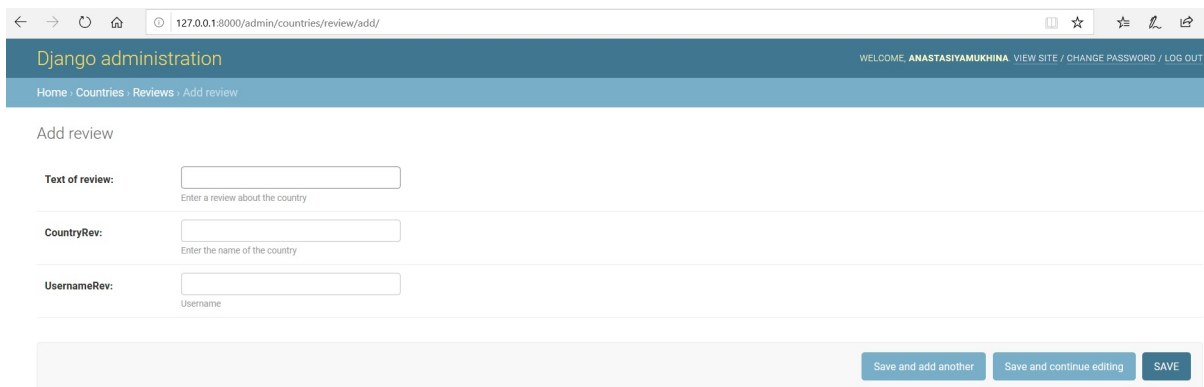 127.0.0.1:8000/admin/countries/review/add/
Django administration
WELCOME, ANASTASIYAMUKHINA. VIEW SITE / CHANGE PASSWORD / LOG OUT
Home › Countries › Reviews › Add review
Add review
Text of review:
Enter a review about the country
CountryRev:
Enter the name of the country
UsernameRev:
Username
Save and add another Save and continue editing SAVE